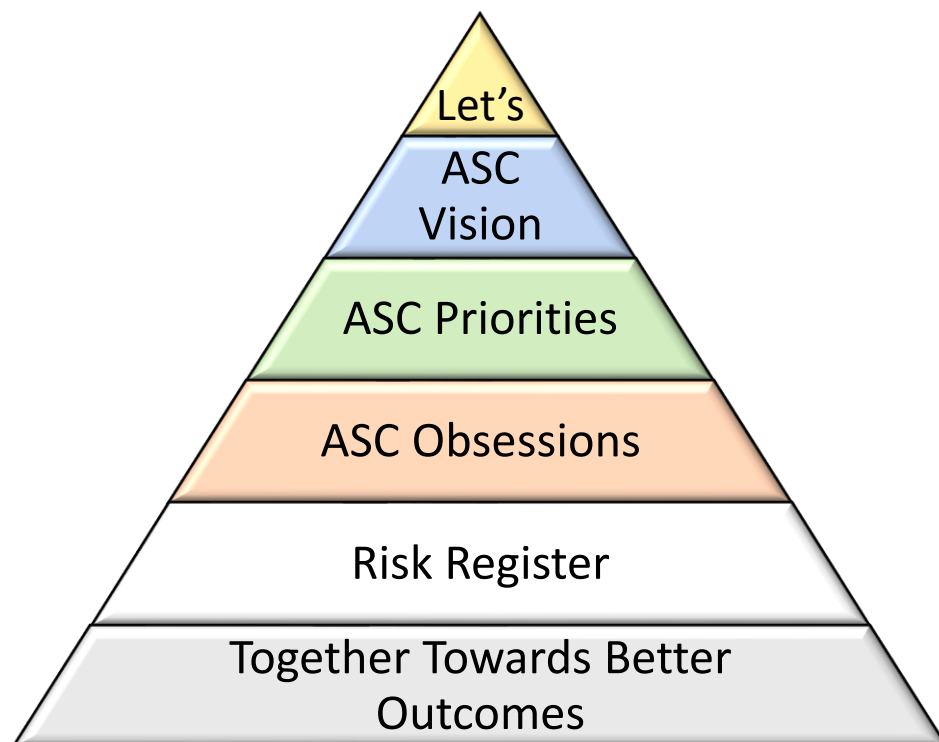 Let’s
ASC
Vision
ASC Priorities
ASC Obsessions
Risk Register
Together Towards Better
Outcomes